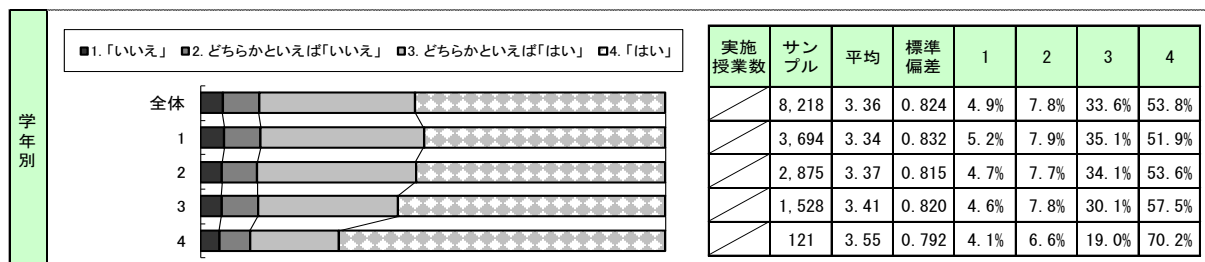 学年別
■1.「いいえ」 ■2. どちらかといえば「いいえ」 □3. どちらかといえば「はい」 □4.「はい」
全体
1
2
3
4
実施授業数 サンプル 平均 標準偏差 1 2 3 4
8,218 3.36 0.824 4.9% 7.8% 33.6% 53.8%
3,694 3.34 0.832 5.2% 7.9% 35.1% 51.9%
2,875 3.37 0.815 4.7% 7.7% 34.1% 53.6%
1,528 3.41 0.820 4.6% 7.8% 30.1% 57.5%
121 3.55 0.792 4.1% 6.6% 19.0% 70.2%